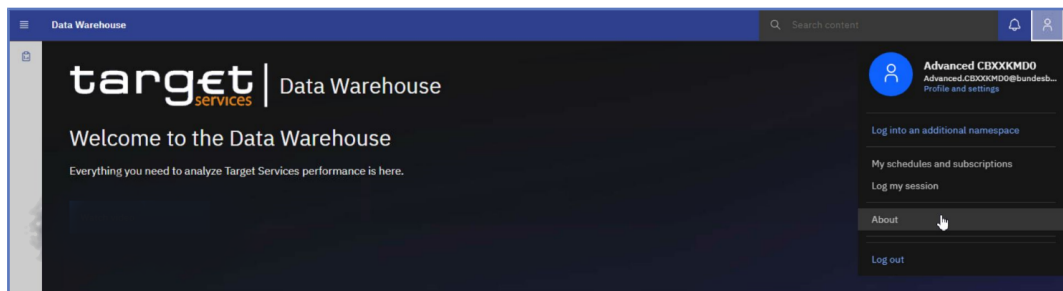 Data Warehouse
Search content
target
services
Data Warehouse
Welcome to the Data Warehouse
Everything you need to analyze Target Services performance is here.
Advanced CBXXKMD0
Advanced.CBXXKMD0@bundesb...
Profile and settings
Log into an additional namespace
My schedules and subscriptions
Log my session
About
Log out